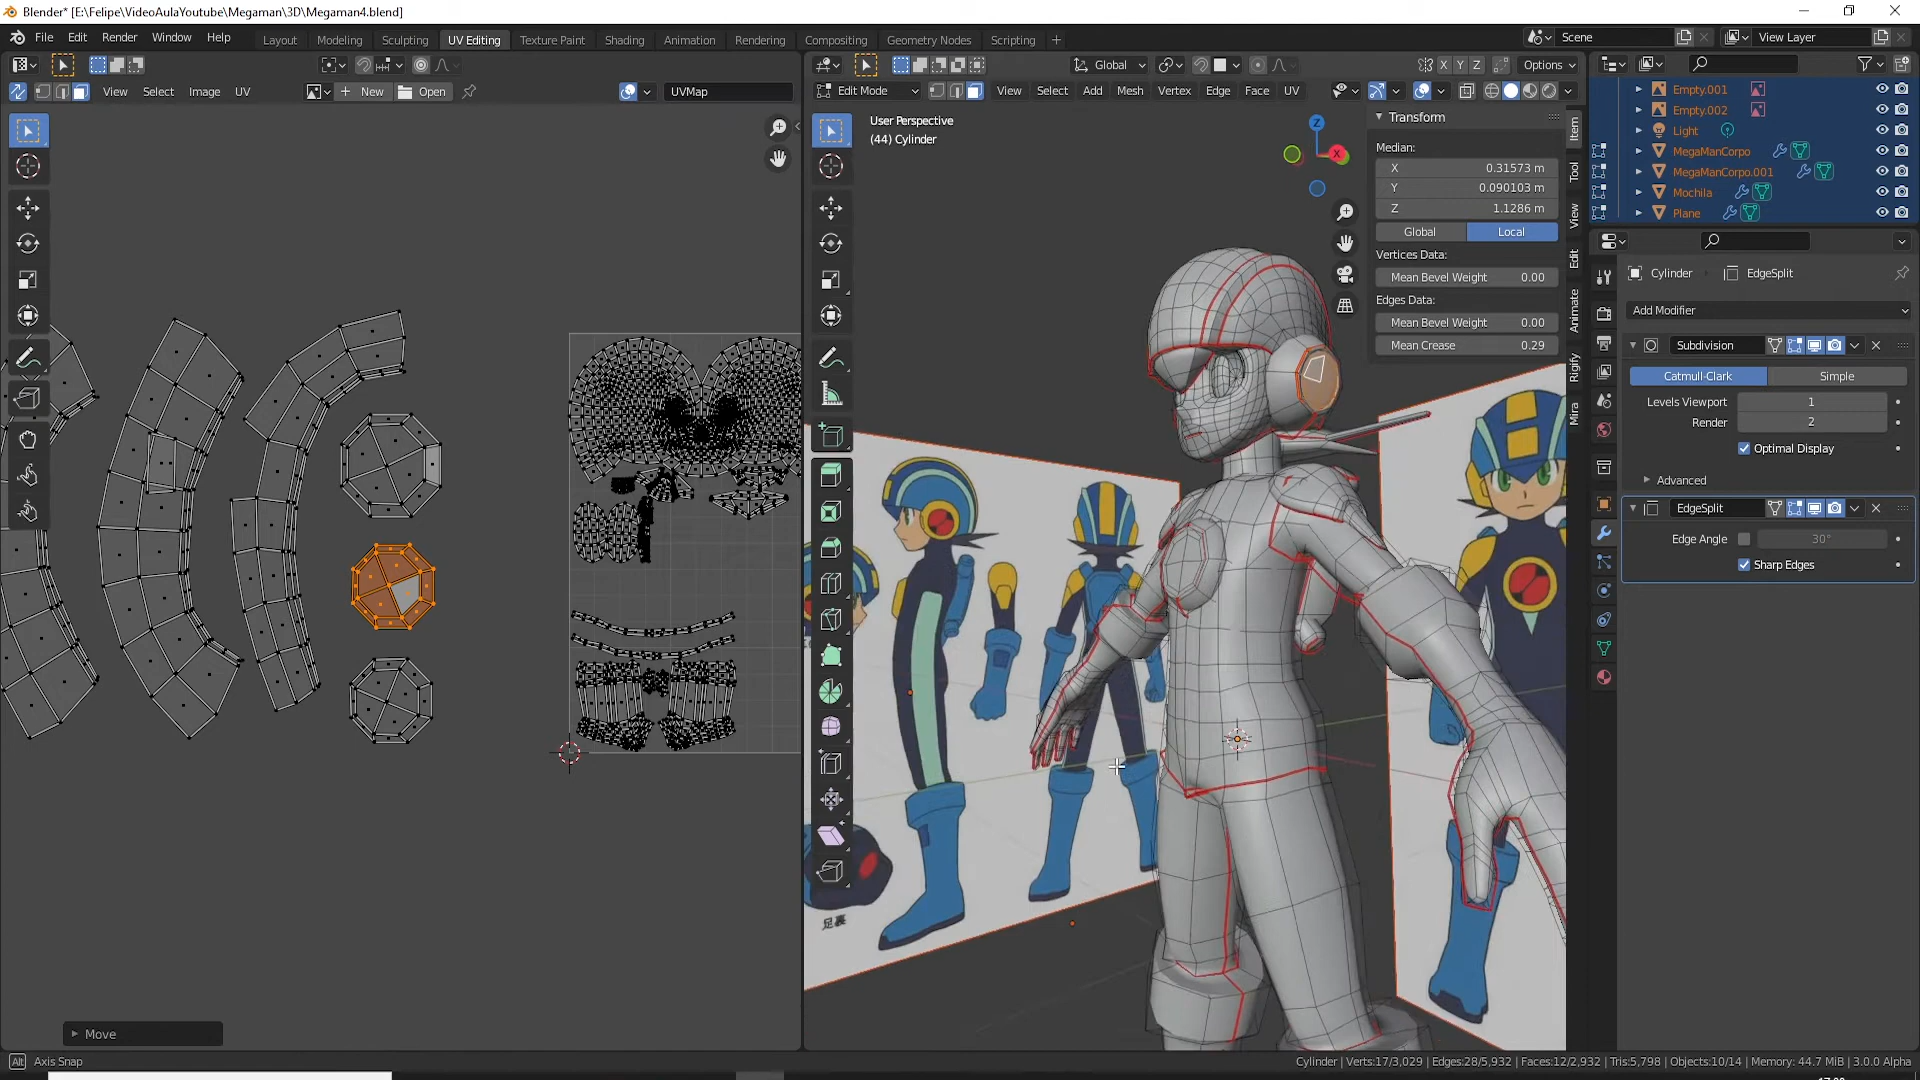 Blender* [E:\Felipe\VideoAulaYoutube\Megaman\3D\Megaman4.blend]
File Edit Render Window Help
Layout Modeling Sculpting UV Editing Texture Paint Shading Animation Rendering Compositing Geometry Nodes Scripting +
Scene View Layer
Global X Y Z Options
View Select Image UV New Open UVMap
Edit Mode View Select Add Mesh Vertex Edge Face UV
User Perspective
(44) Cylinder
Z
X
Transform
Median:
X 0.31573 m
Y 0.090103 m
Z 1.1286 m
Global Local
Vertices Data:
Mean Bevel Weight 0.00
Edges Data:
Mean Bevel Weight 0.00
Mean Crease 0.29
Item
Tool
View
Edit
Animate
Rigify
Mira
Empty.001
Empty.002
Light
MegaManCorpo
MegaManCorpo.001
Mochila
Plane
Cylinder EdgeSplit
Add Modifier
Subdivision
Catmull-Clark Simple
Levels Viewport 1
Render 2
Optimal Display
Advanced
EdgeSplit
Edge Angle 30°
Sharp Edges
足裏
Move
Alt Axis Snap
Cylinder | Verts:17/3,029 | Edges:28/5,932 | Faces:12/2,932 | Tris:5,798 | Objects:10/14 | Memory: 44.7 MiB | 3.0.0 Alpha